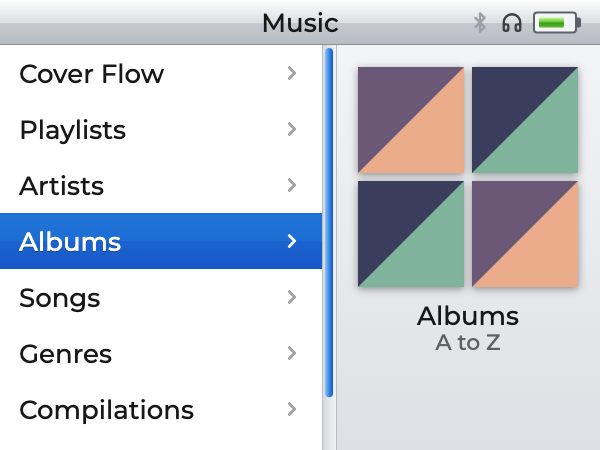 Music
Cover Flow
Playlists
Artists
Albums
Songs
Genres
Compilations
Albums
A to Z